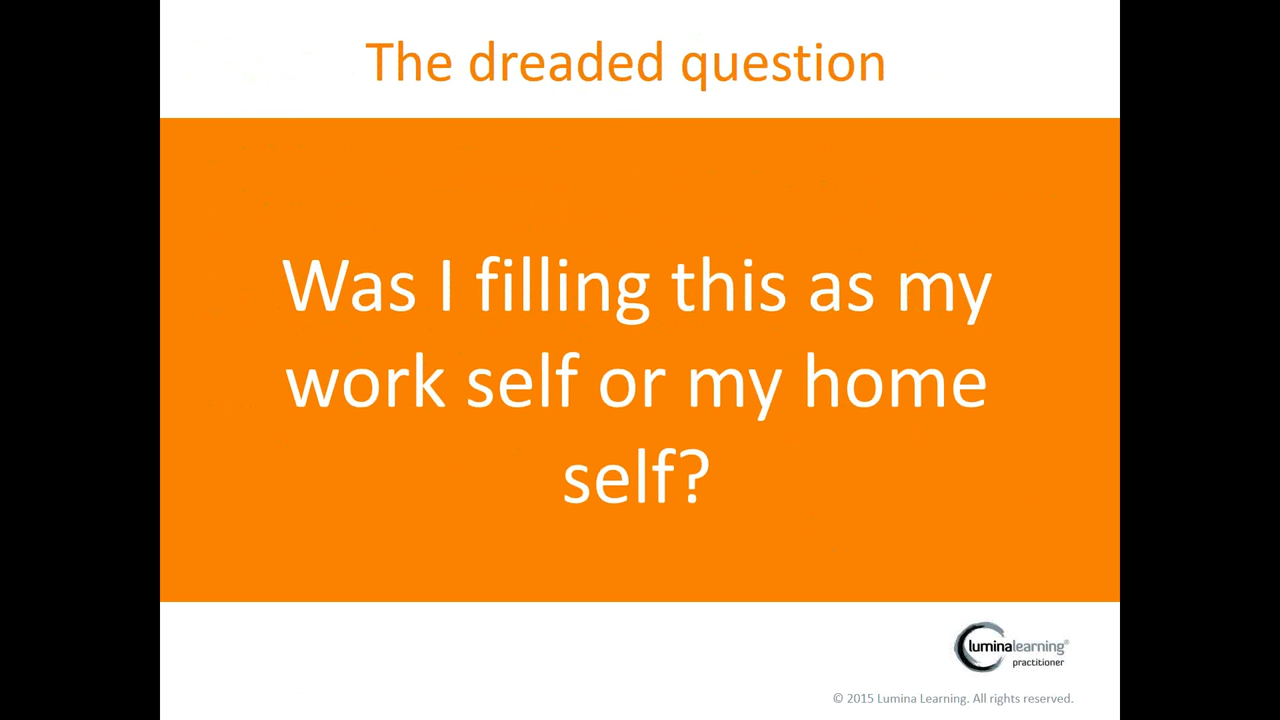 The dreaded question
Was I filling this as my
work self or my home
self?
luminalearning®
practitioner
© 2015 Lumina Learning. All rights reserved.